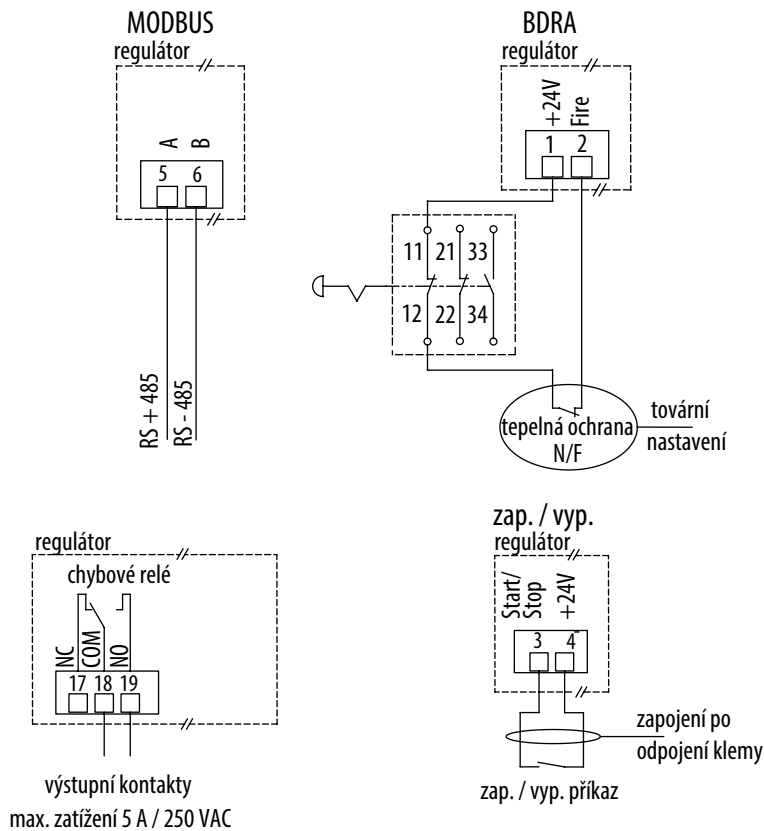 MODBUS
regulátor
A
B
5 6
RS + 485
RS - 485
BDRA
regulátor
+24V
Fire
1 2
11 21 33
12 22 34
tepelná ochrana
N/F
tovární
nastavení
regulátor
chybové relé
NC
COM
NO
17 18 19
výstupní kontakty
max. zatížení 5 A / 250 VAC
zap. / vyp.
regulátor
Start/
Stop
+24V
3 4
zapojení po
odpojení klemy
zap. / vyp. příkaz